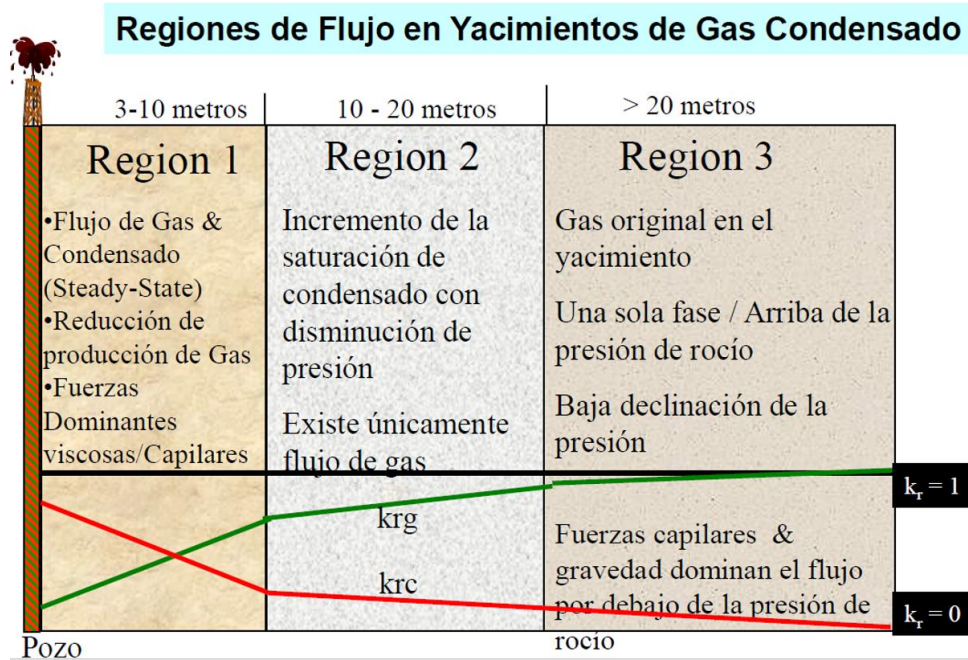 Regiones de Flujo en Yacimientos de Gas Condensado
3-10 metros
10 - 20 metros
> 20 metros
Region 1
•Flujo de Gas &
Condensado
(Steady-State)
•Reducción de
producción de Gas
•Fuerzas
Dominantes
viscosas/Capilares
Region 2
Incremento de la
saturación de
condensado con
disminución de
presión
Existe únicamente
flujo de gas
Region 3
Gas original en el
yacimiento
Una sola fase / Arriba de la
presión de rocío
Baja declinación de la
presión
krg
krc
Fuerzas capilares &
gravedad dominan el flujo
por debajo de la presión de
rocío
kr = 1
kr = 0
Pozo